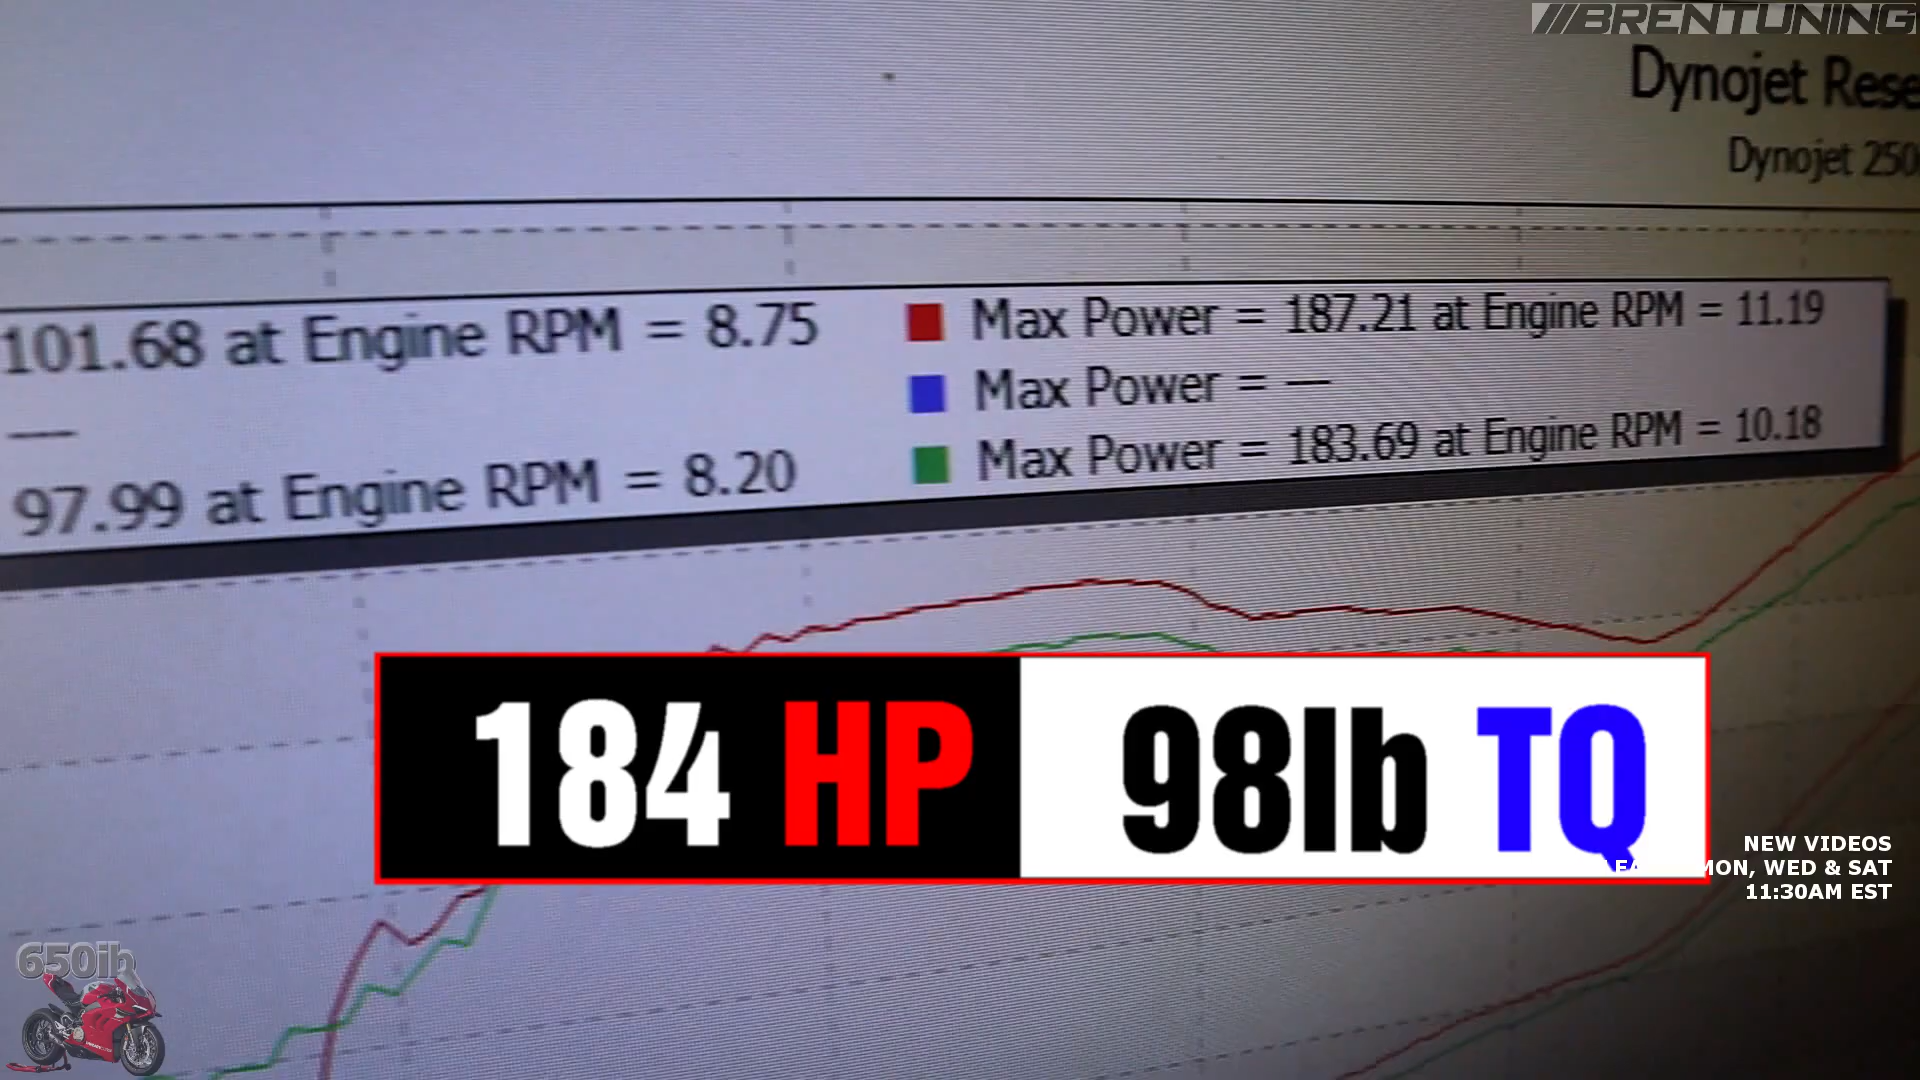 ///BRENTUNING
Dynojet Rese
Dynojet 250
101.68 at Engine RPM = 8.75
Max Power = 187.21 at Engine RPM = 11.19
—
Max Power = —
97.99 at Engine RPM = 8.20
Max Power = 183.69 at Engine RPM = 10.18
184 HP
98lb TQ
NEW VIDEOS
MON, WED & SAT
11:30AM EST
650ib